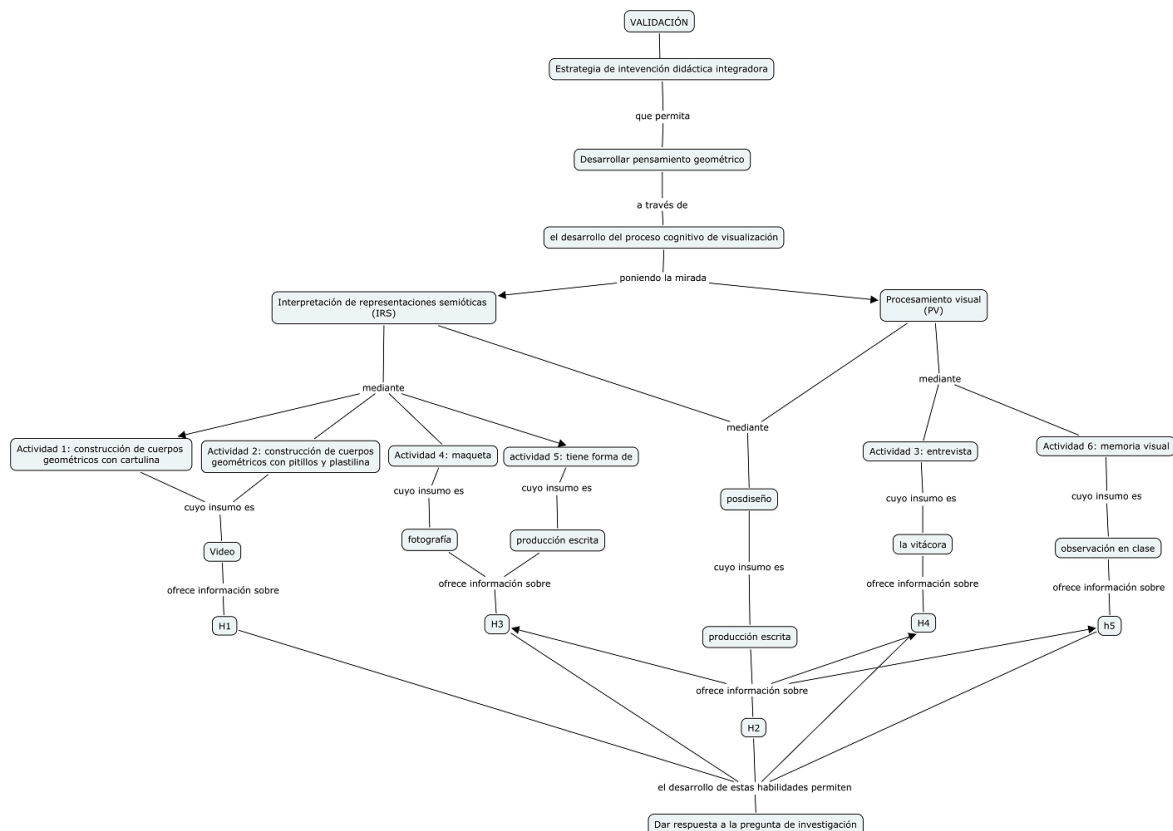 VALIDACIÓN
Estrategia de intevención didáctica integradora
que permita
Desarrollar pensamiento geométrico
a través de
el desarrollo del proceso cognitivo de visualización
poniendo la mirada
Interpretación de representaciones semióticas
(IRS)
Procesamiento visual
(PV)
mediante
mediante
mediante
Actividad 1: construcción de cuerpos
geométricos con cartulina
Actividad 2: construcción de cuerpos
geométricos con pitillos y plastilina
Actividad 4: maqueta
actividad 5: tiene forma de
Actividad 3: entrevista
Actividad 6: memoria visual
cuyo insumo es
cuyo insumo es
cuyo insumo es
posdiseño
cuyo insumo es
cuyo insumo es
Video
fotografía
producción escrita
cuyo insumo es
la vitácora
observación en clase
ofrece información sobre
ofrece información sobre
ofrece información sobre
ofrece información sobre
H1
H3
producción escrita
H4
h5
ofrece información sobre
H2
el desarrollo de estas habilidades permiten
Dar respuesta a la pregunta de investigación